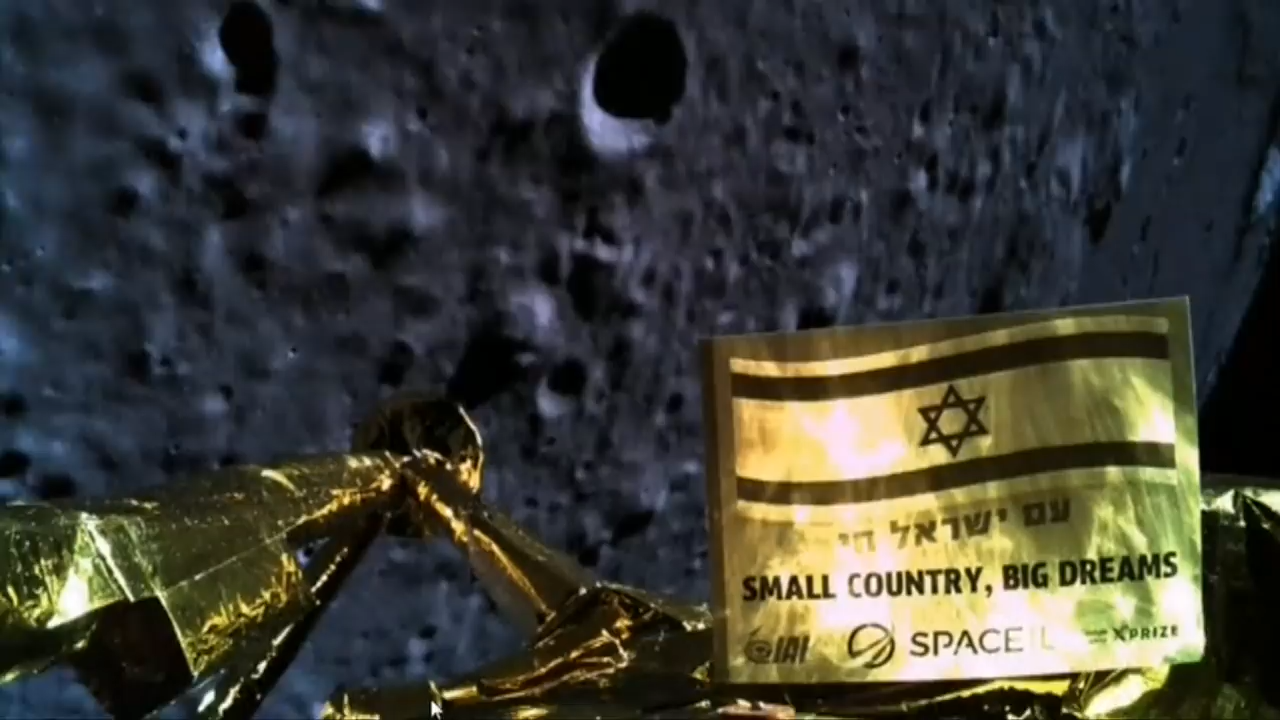 עם ישראל חי
SMALL COUNTRY, BIG DREAMS
IAI SPACEIL XPRIZE